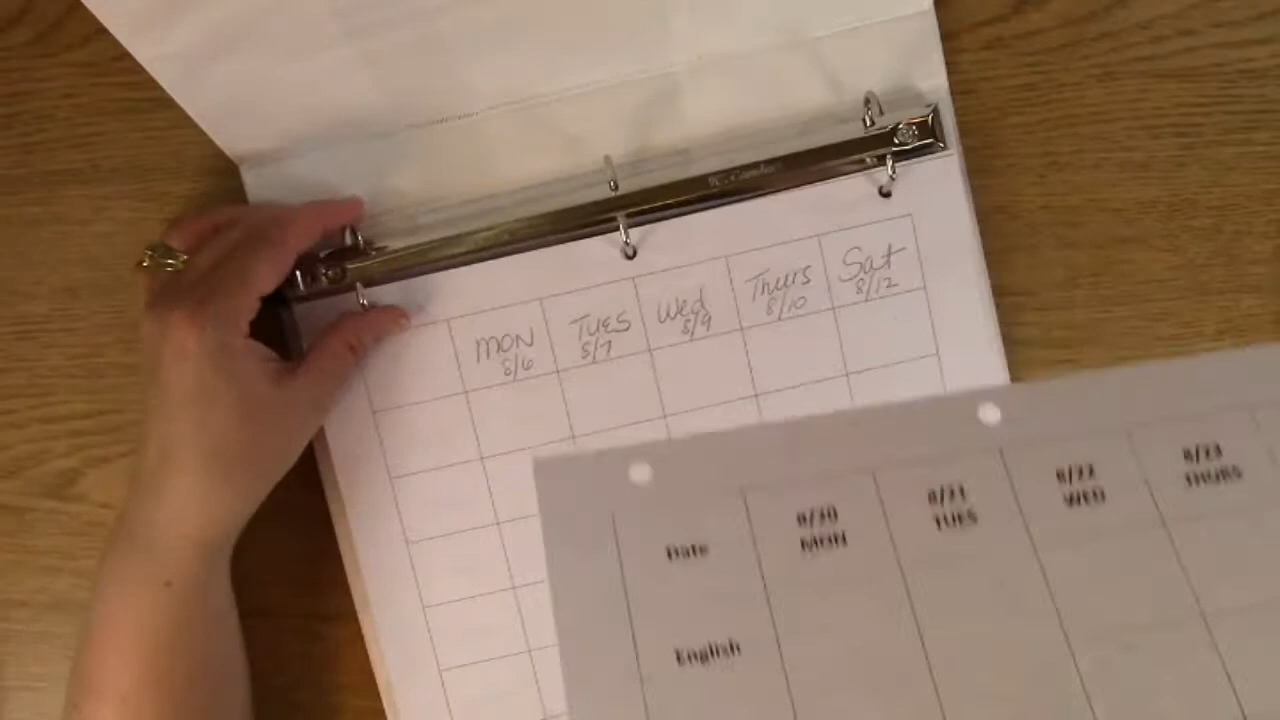 MON
8/6
TUES
8/7
Wed
8/9
Thurs
8/10
Sat
8/12
Date
8/20
MON
8/21
TUES
8/22
WED
8/23
THURS
English